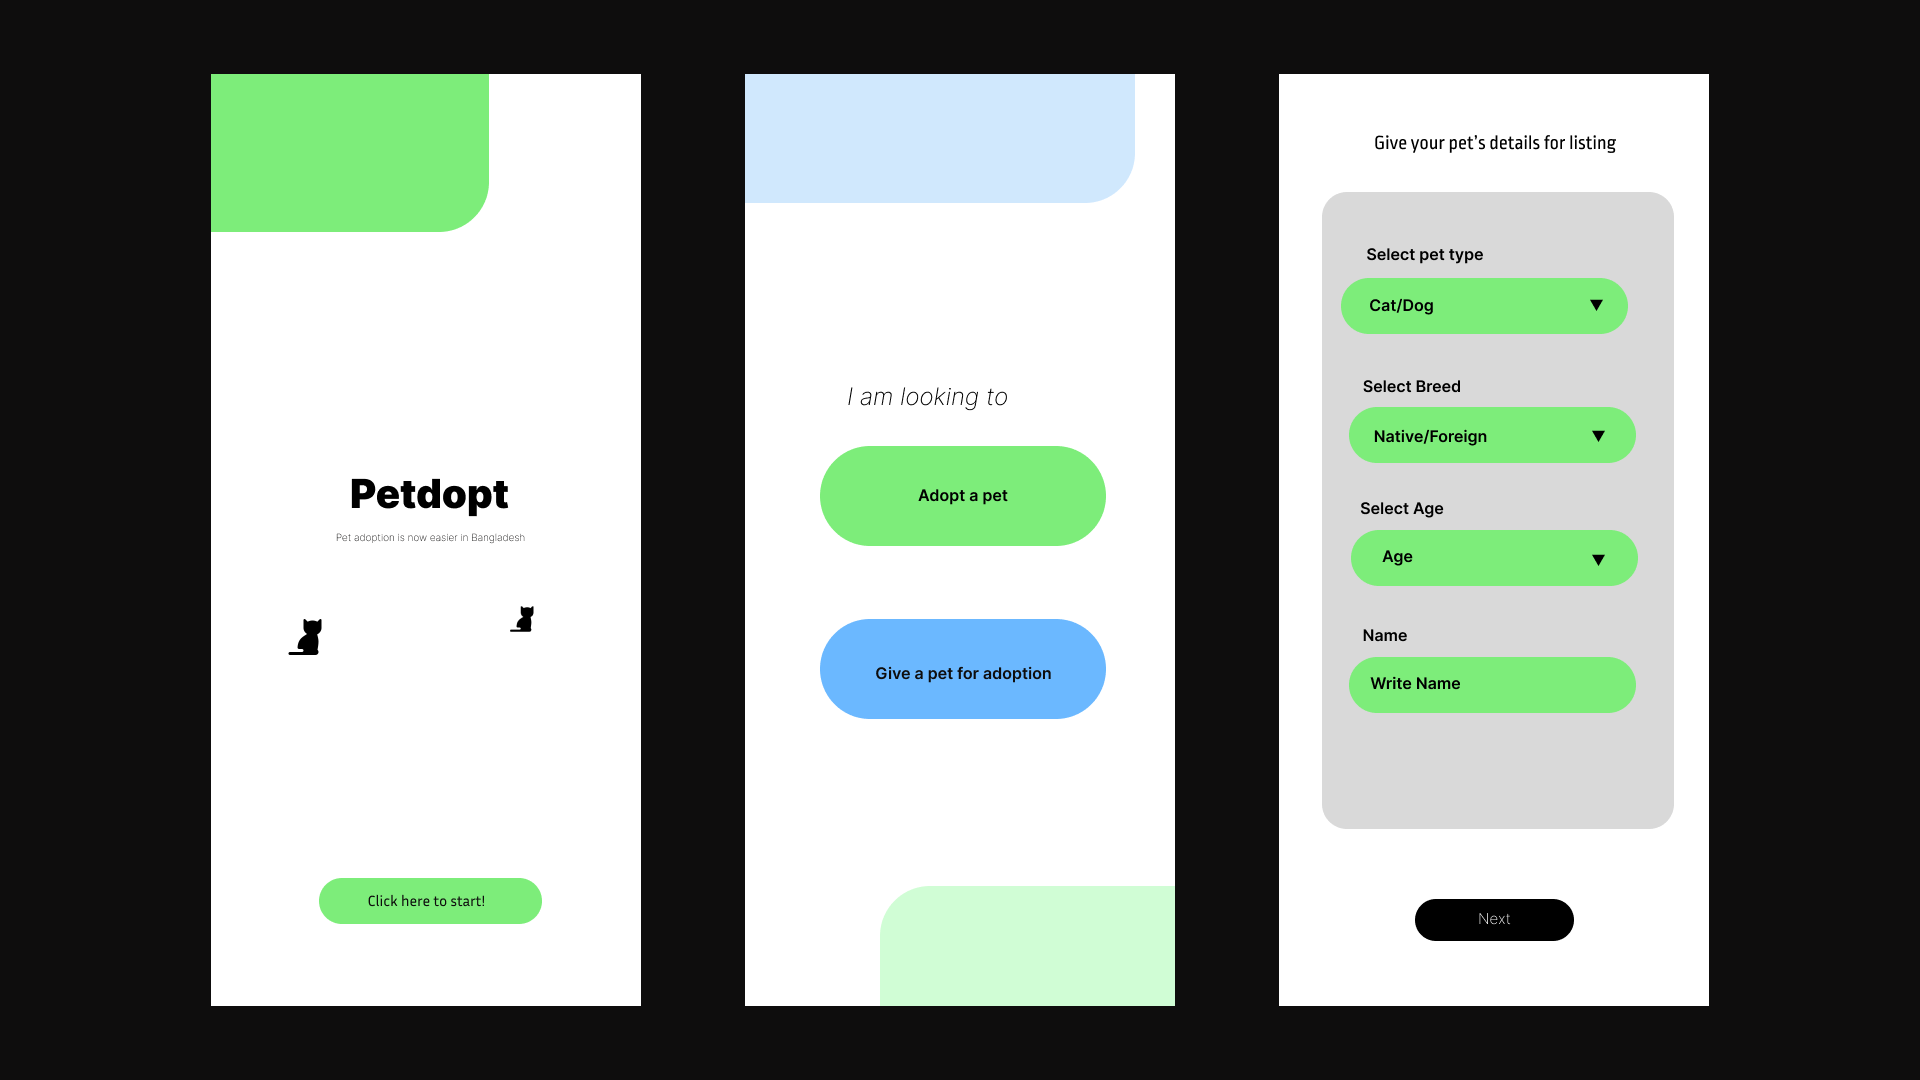 Petdopt
Pet adoption is now easier in Bangladesh
Click here to start!
I am looking to
Adopt a pet
Give a pet for adoption
Give your pet’s details for listing
Select pet type
Cat/Dog ▼
Select Breed
Native/Foreign ▼
Select Age
Age ▼
Name
Write Name
Next